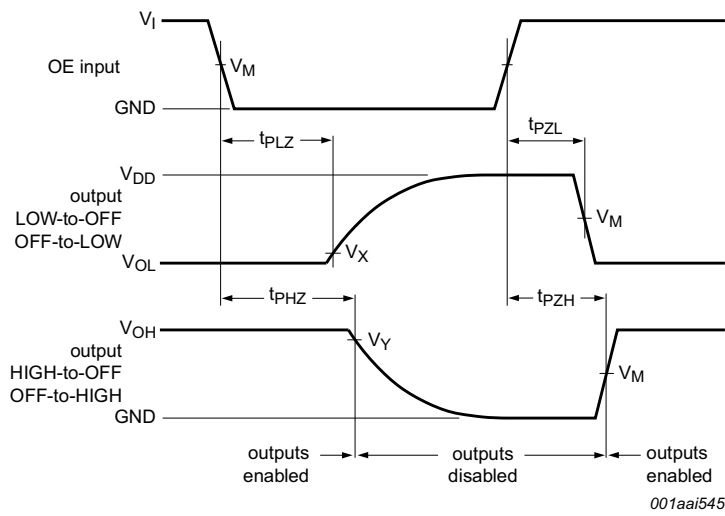 VI
OE input
VM
GND
tPLZ
tPZL
VDD
output
LOW-to-OFF
OFF-to-LOW
VM
VX
VOL
tPHZ
tPZH
VOH
output
HIGH-to-OFF
OFF-to-HIGH
VY
VM
GND
outputs
enabled
outputs
disabled
outputs
enabled
001aai545